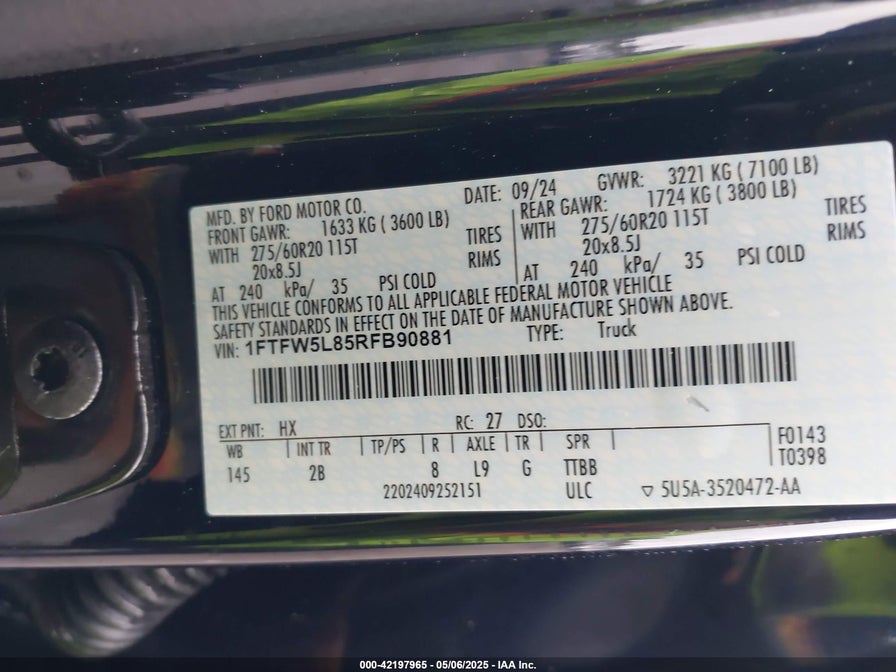 MFD. BY FORD MOTOR CO. DATE: 09/24 GVWR: 3221 KG ( 7100 LB)
FRONT GAWR: 1633 KG ( 3600 LB) REAR GAWR: 1724 KG ( 3800 LB)
WITH 275/60R20 115T TIRES WITH 275/60R20 115T TIRES
20x8.5J RIMS 20x8.5J RIMS
AT 240 kPa/ 35 PSI COLD AT 240 kPa/ 35 PSI COLD
THIS VEHICLE CONFORMS TO ALL APPLICABLE FEDERAL MOTOR VEHICLE
SAFETY STANDARDS IN EFFECT ON THE DATE OF MANUFACTURE SHOWN ABOVE.
VIN: 1FTFW5L85RFB90881 TYPE: Truck
EXT PNT: HX RC: 27 DSO:
WB INT TR TP/PS R AXLE TR SPR F0143
145 2B 8 L9 G TTBB T0398
2202409252151 ULC ▽ 5U5A-3520472-AA
000-42197965 - 05/06/2025 - IAA Inc.